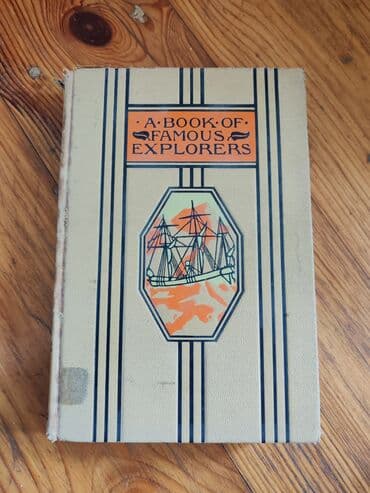 · A · BOOK · OF ·
FAMOUS
EXPLORERS